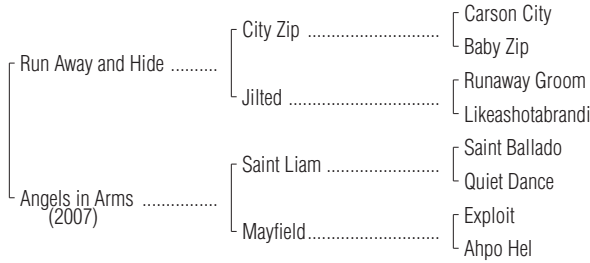 Carson City
City Zip ..............................
Baby Zip
Run Away and Hide ..........
Runaway Groom
Jilted ..................................
Likeashotabrandi
Saint Ballado
Saint Liam .........................
Quiet Dance
Angels in Arms ................
(2007)
Exploit
Mayfield.............................
Ahpo Hel